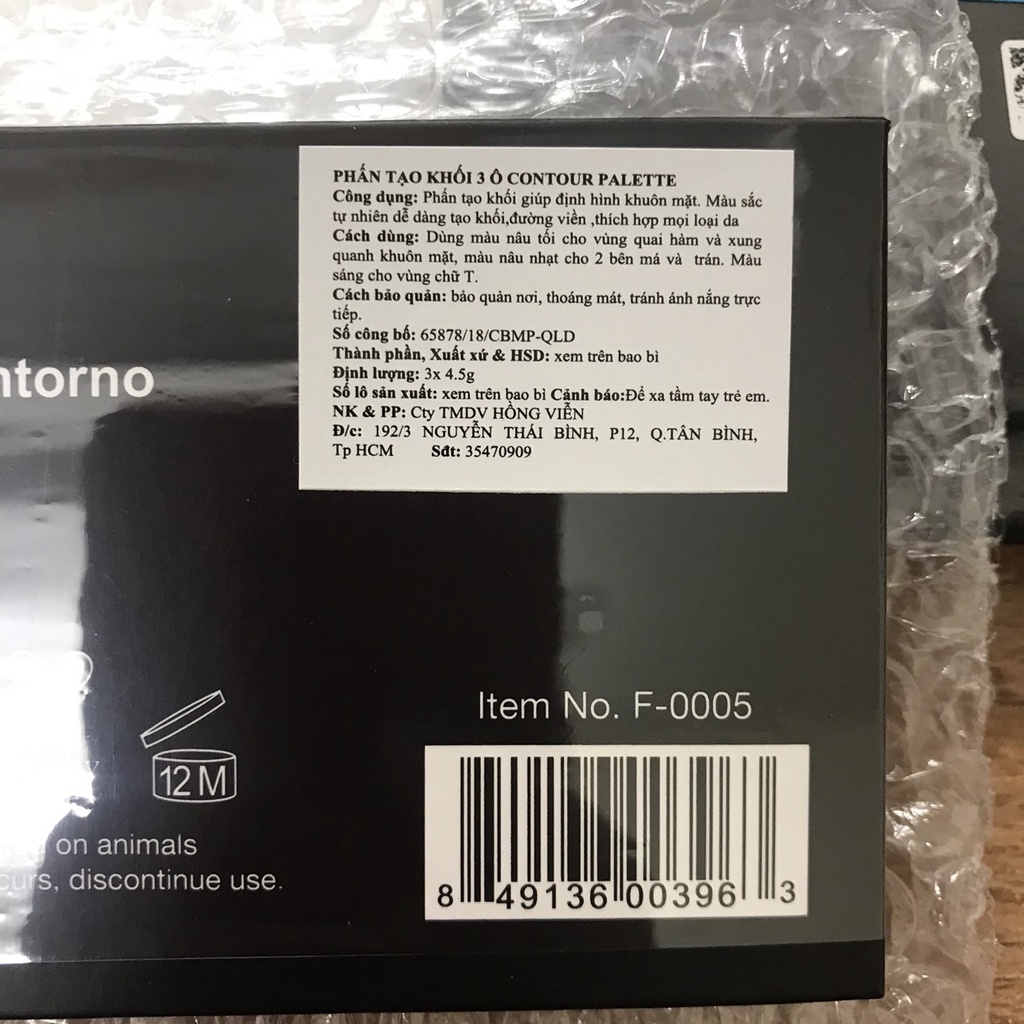 PHẤN TẠO KHỐI 3 Ô CONTOUR PALETTE
Công dụng: Phấn tạo khối giúp định hình khuôn mặt. Màu sắc
tự nhiên dễ dàng tạo khối,đường viền ,thích hợp mọi loại da
Cách dùng: Dùng màu nâu tối cho vùng quai hàm và xung
quanh khuôn mặt, màu nâu nhạt cho 2 bên má và trán. Màu
sáng cho vùng chữ T.
Cách bảo quản: bảo quản nơi, thoáng mát, tránh ánh nắng trực
tiếp.
Số công bố: 65878/18/CBMP-QLD
Thành phần, Xuất xứ & HSD: xem trên bao bì
Định lượng: 3x 4.5g
Số lô sản xuất: xem trên bao bì Cảnh báo:Để xa tầm tay trẻ em.
NK & PP: Cty TMDV HỒNG VIỄN
Đ/c: 192/3 NGUYỄN THÁI BÌNH, P12, Q.TÂN BÌNH,
Tp HCM Sđt: 35470909
ntorno
Item No. F-0005
12 M
on animals
curs, discontinue use.
8 49136 00396 3